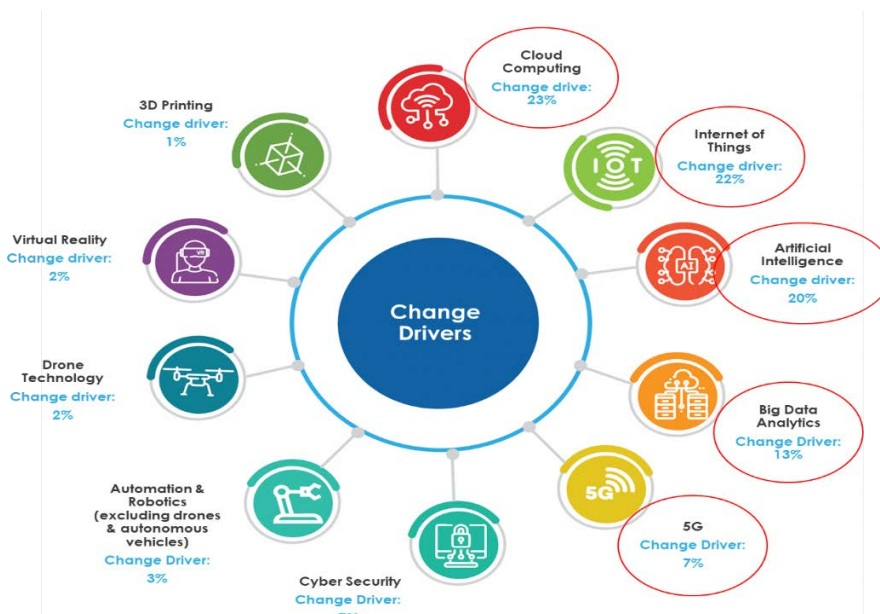 Cloud
Computing
Change drive:
23%
3D Printing
Change driver:
1%
Internet of
Things
Change driver:
22%
IOT
Virtual Reality
Change driver:
2%
VR
Artificial
Intelligence
Change driver:
20%
AI
Change
Drivers
Drone
Technology
Change driver:
2%
Big Data
Analytics
Change Driver:
13%
Automation &
Robotics
(excluding drones
& autonomous
vehicles)
Change Driver:
3%
5G
5G
Change Driver:
7%
Cyber Security
Change Driver: